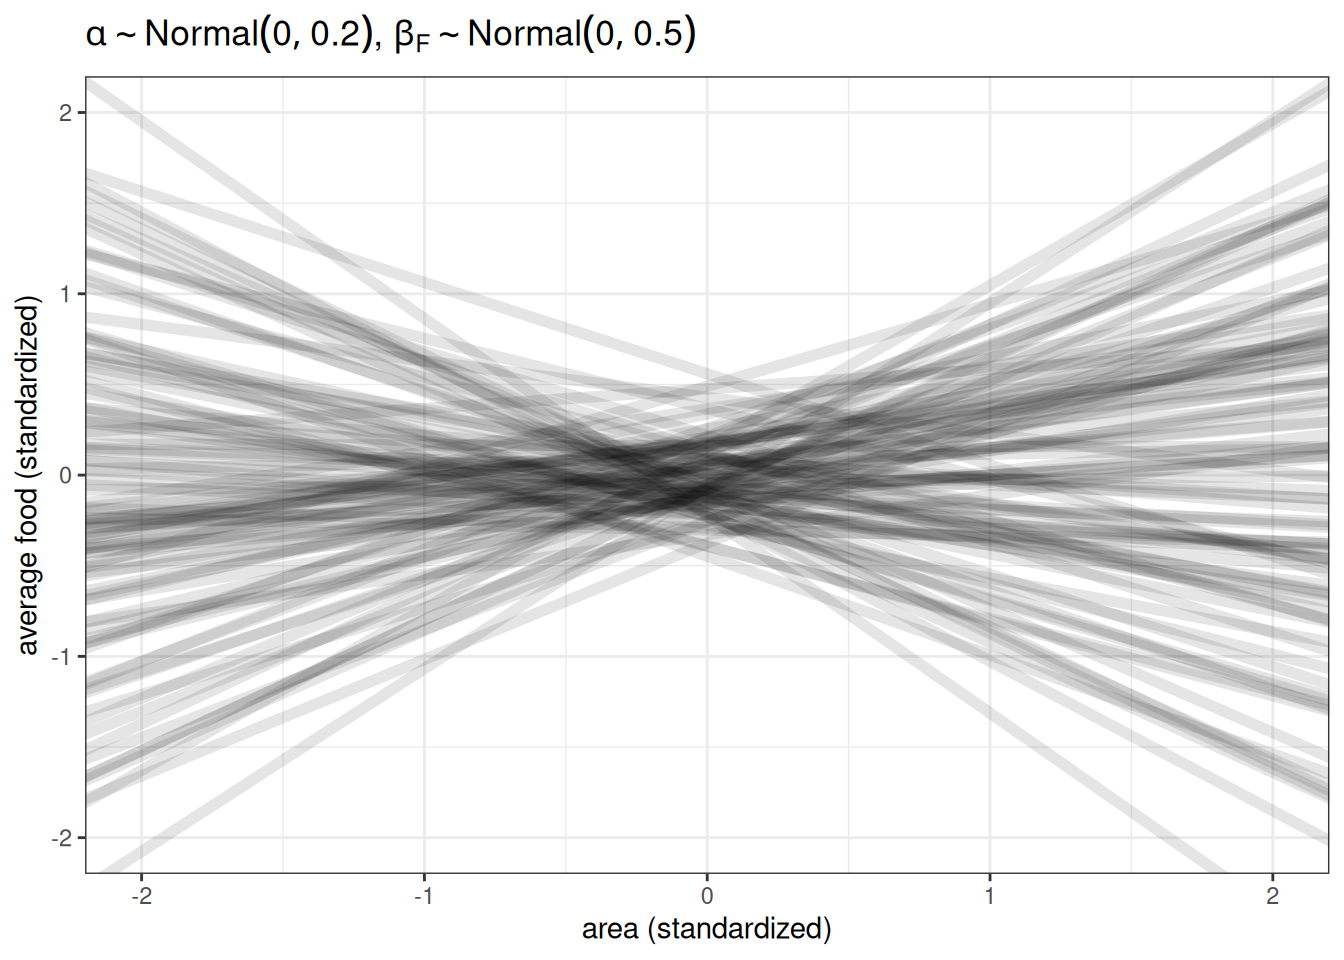 α ~ Normal(0, 0.2), β_F ~ Normal(0, 0.5)
average food (standardized)
2
1
0
-1
-2
-2 -1 0 1 2
area (standardized)